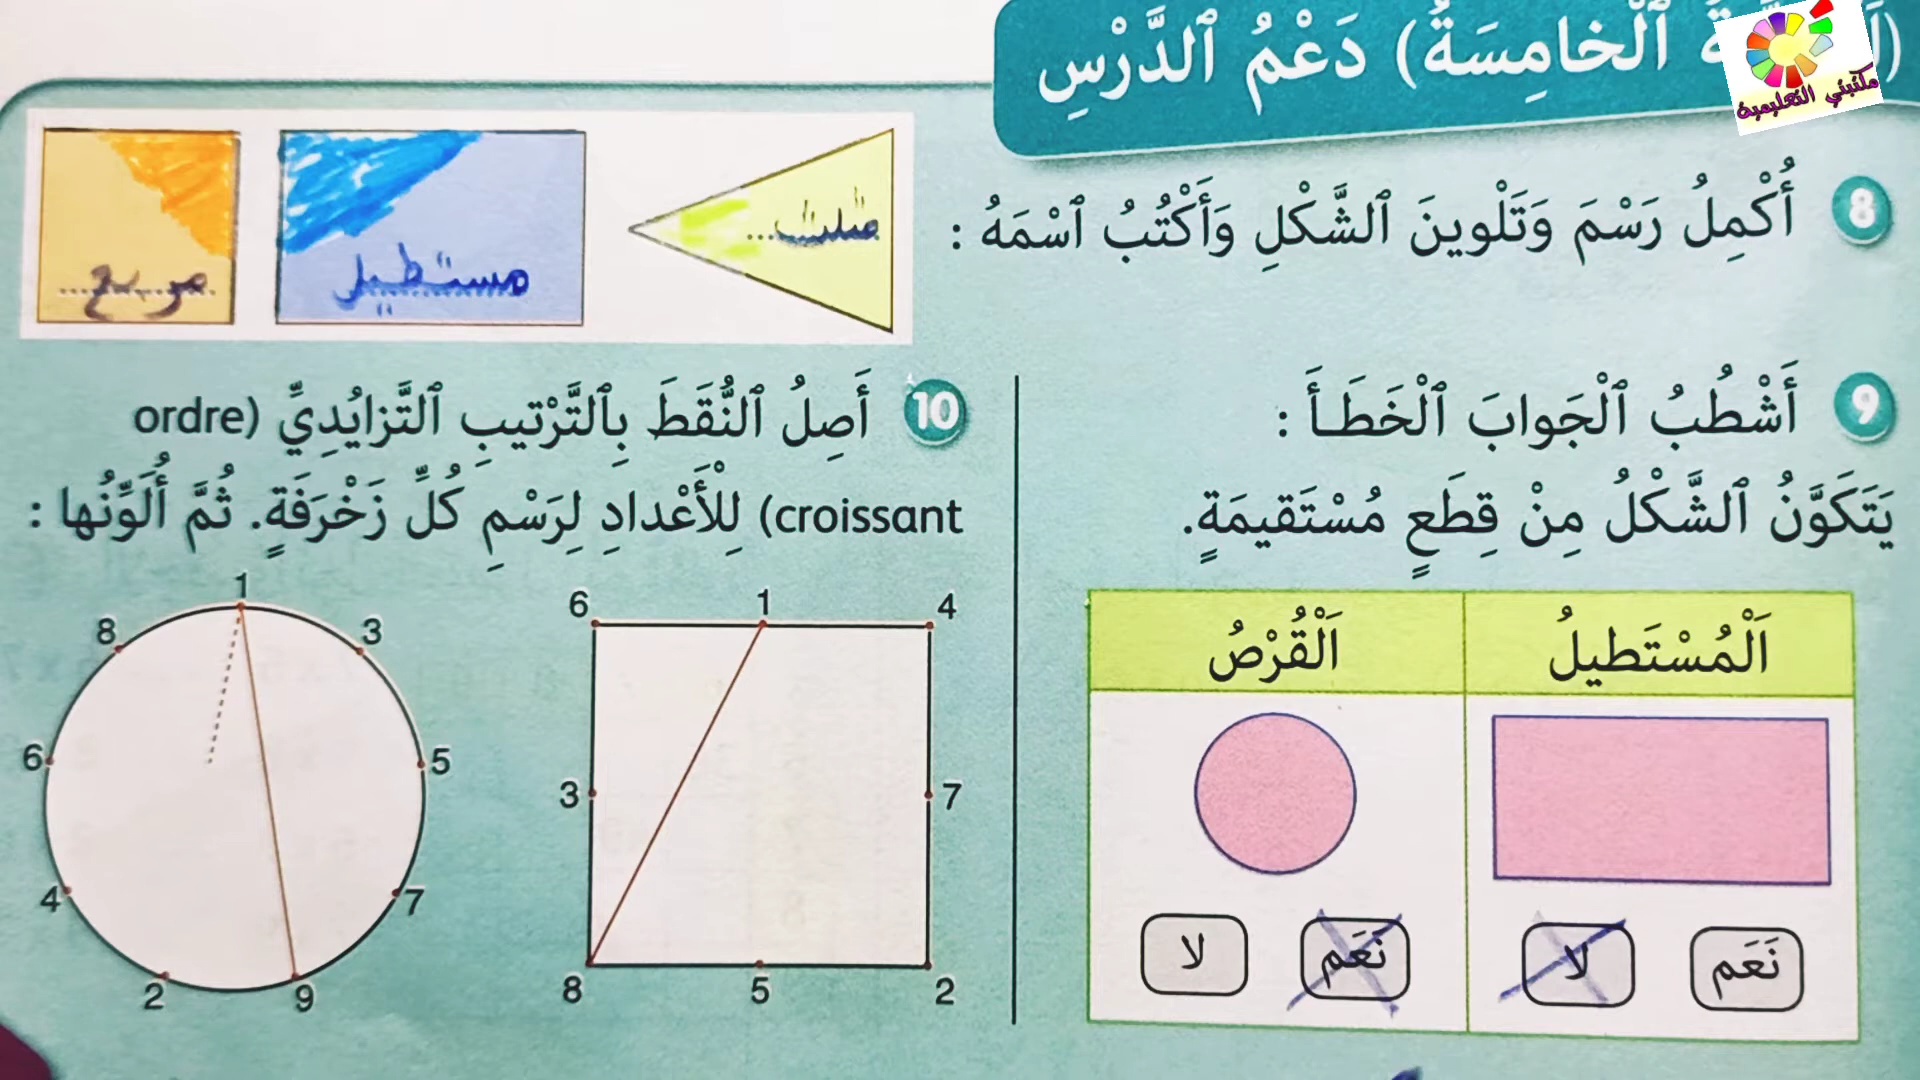 (اَلْحِصَّةُ ٱلْخامِسَةُ) دَعْمُ ٱلدَّرْسِ
مكتبتي التعليمية
8 أُكْمِلُ رَسْمَ وَتَلْوينَ ٱلشَّكْلِ وَأَكْتُبُ ٱسْمَهُ :
مثلث
مستطيل
مربع
9 أَشْطُبُ ٱلْجَوابَ ٱلْخَطَأَ :
يَتَكَوَّنُ ٱلشَّكْلُ مِنْ قِطَعٍ مُسْتَقيمَةٍ.
اَلْمُسْتَطيلُ اَلْقُرْصُ
نَعَم لا نَعَم لا
10 أَصِلُ ٱلنُّقَطَ بِٱلتَّرْتيبِ ٱلتَّزايُدِيِّ (ordre
croissant) لِلْأَعْدادِ لِرَسْمِ كُلِّ زَخْرَفَةٍ. ثُمَّ أُلَوِّنُها :
6 1 4
3 7
8 5 2
1
8 3
6 5
4 7
2 9